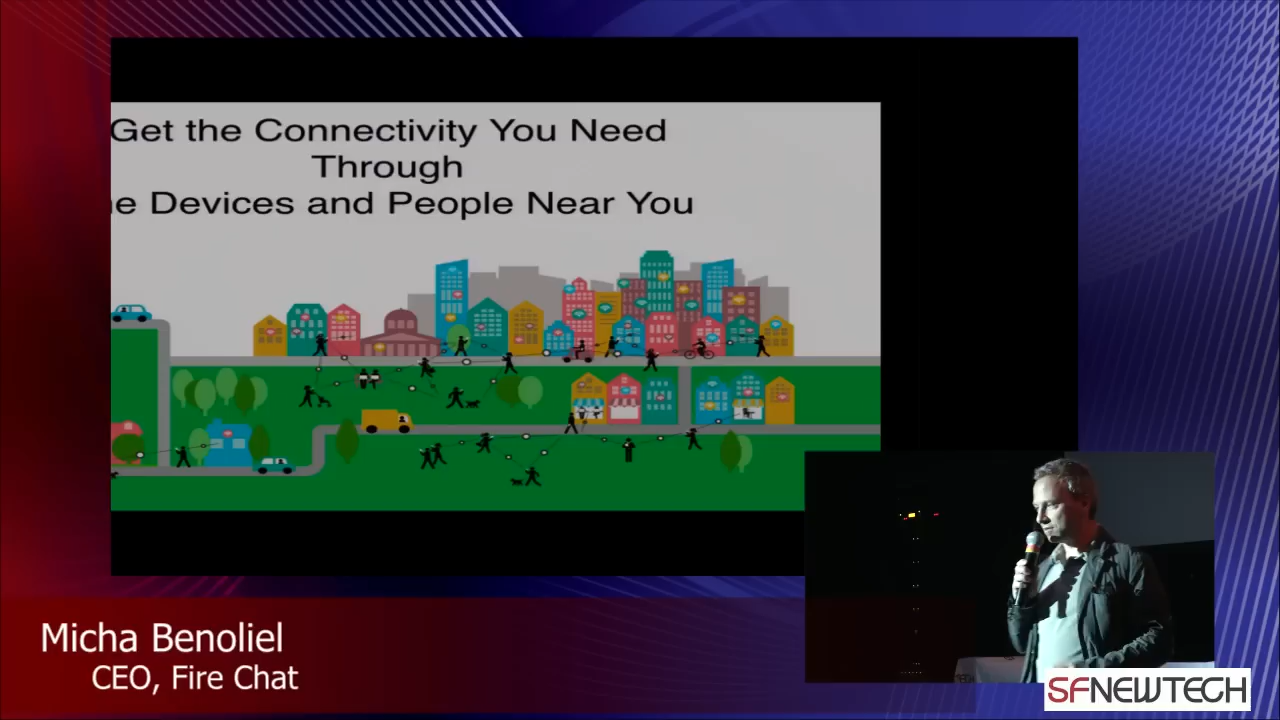 Get the Connectivity You Need
Through
e Devices and People Near You
Micha Benoliel
CEO, Fire Chat
SFNEWTECH